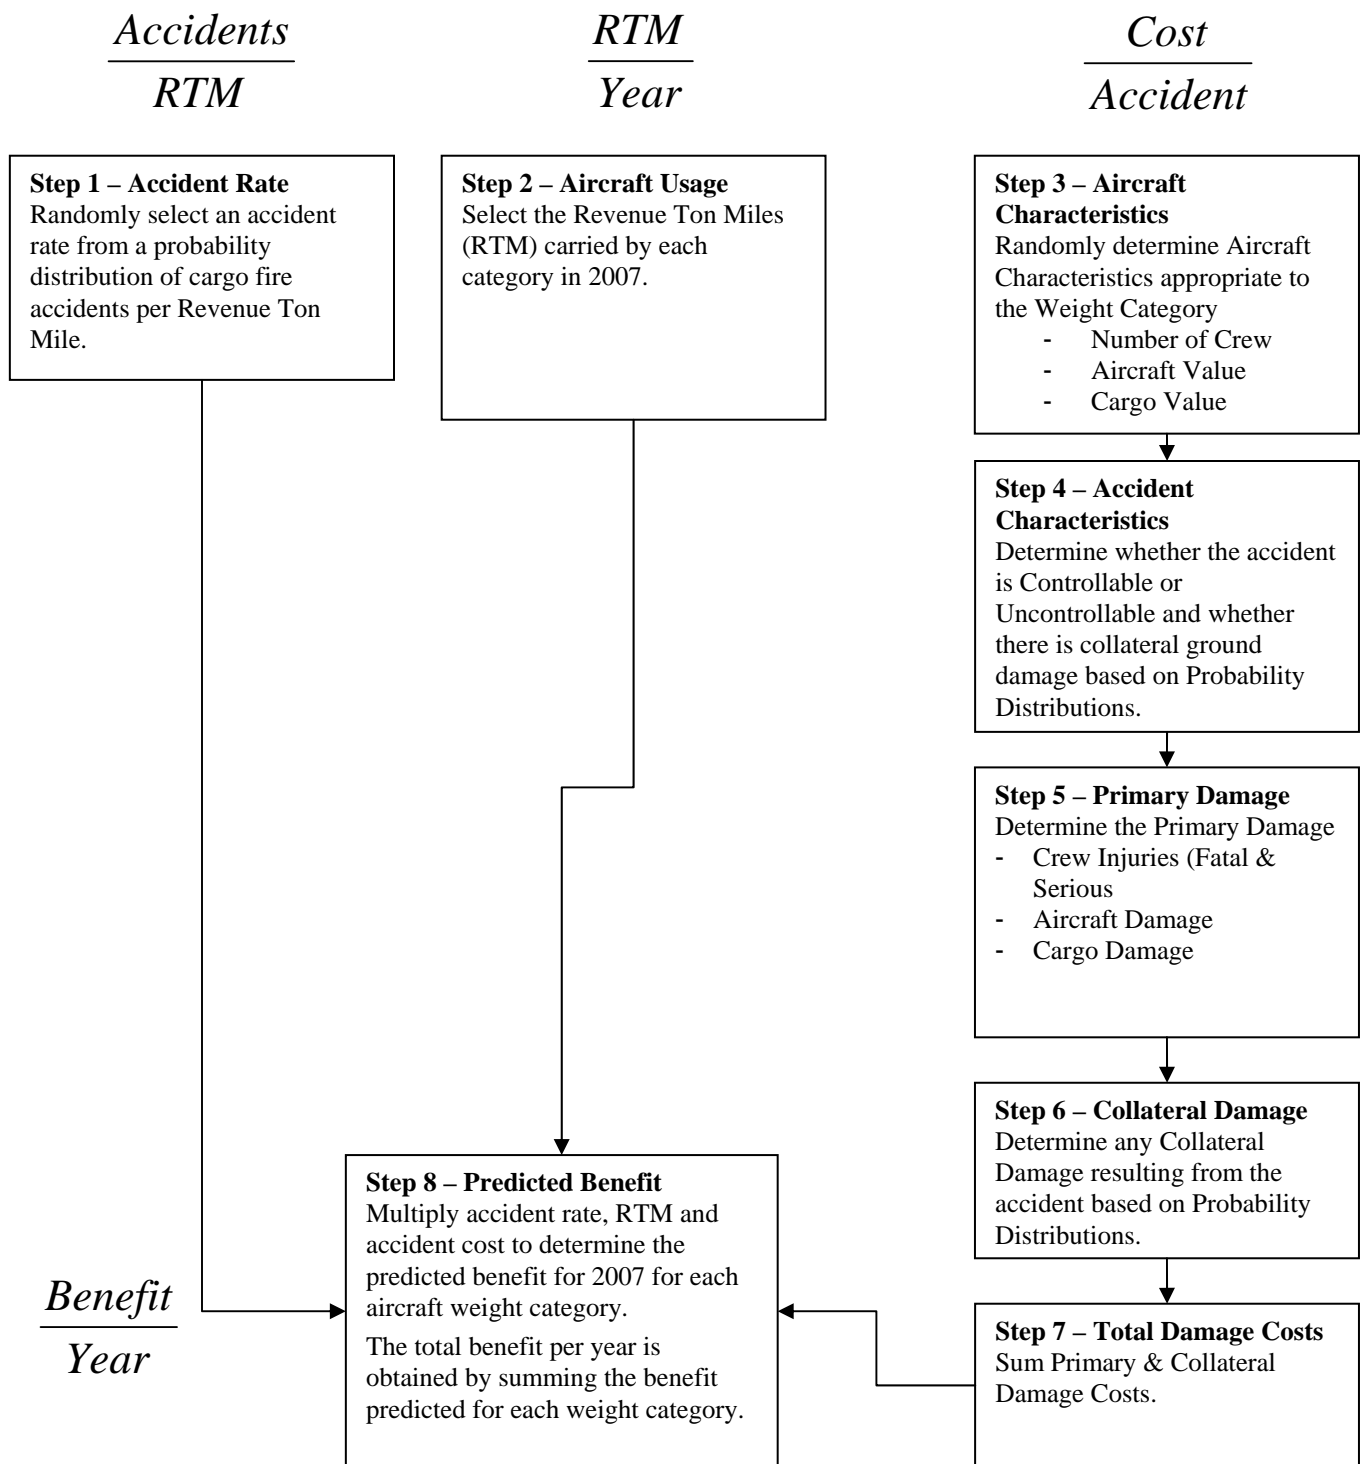 Accidents
RTM
RTM
Year
Cost
Accident
Step 1 – Accident Rate
Randomly select an accident
rate from a probability
distribution of cargo fire
accidents per Revenue Ton
Mile.
Step 2 – Aircraft Usage
Select the Revenue Ton Miles
(RTM) carried by each
category in 2007.
Step 3 – Aircraft
Characteristics
Randomly determine Aircraft
Characteristics appropriate to
the Weight Category
- Number of Crew
- Aircraft Value
- Cargo Value
Step 4 – Accident
Characteristics
Determine whether the accident
is Controllable or
Uncontrollable and whether
there is collateral ground
damage based on Probability
Distributions.
Step 5 – Primary Damage
Determine the Primary Damage
- Crew Injuries (Fatal &
Serious
- Aircraft Damage
- Cargo Damage
Step 6 – Collateral Damage
Determine any Collateral
Damage resulting from the
accident based on Probability
Distributions.
Step 7 – Total Damage Costs
Sum Primary & Collateral
Damage Costs.
Step 8 – Predicted Benefit
Multiply accident rate, RTM and
accident cost to determine the
predicted benefit for 2007 for each
aircraft weight category.
The total benefit per year is
obtained by summing the benefit
predicted for each weight category.
Benefit
Year